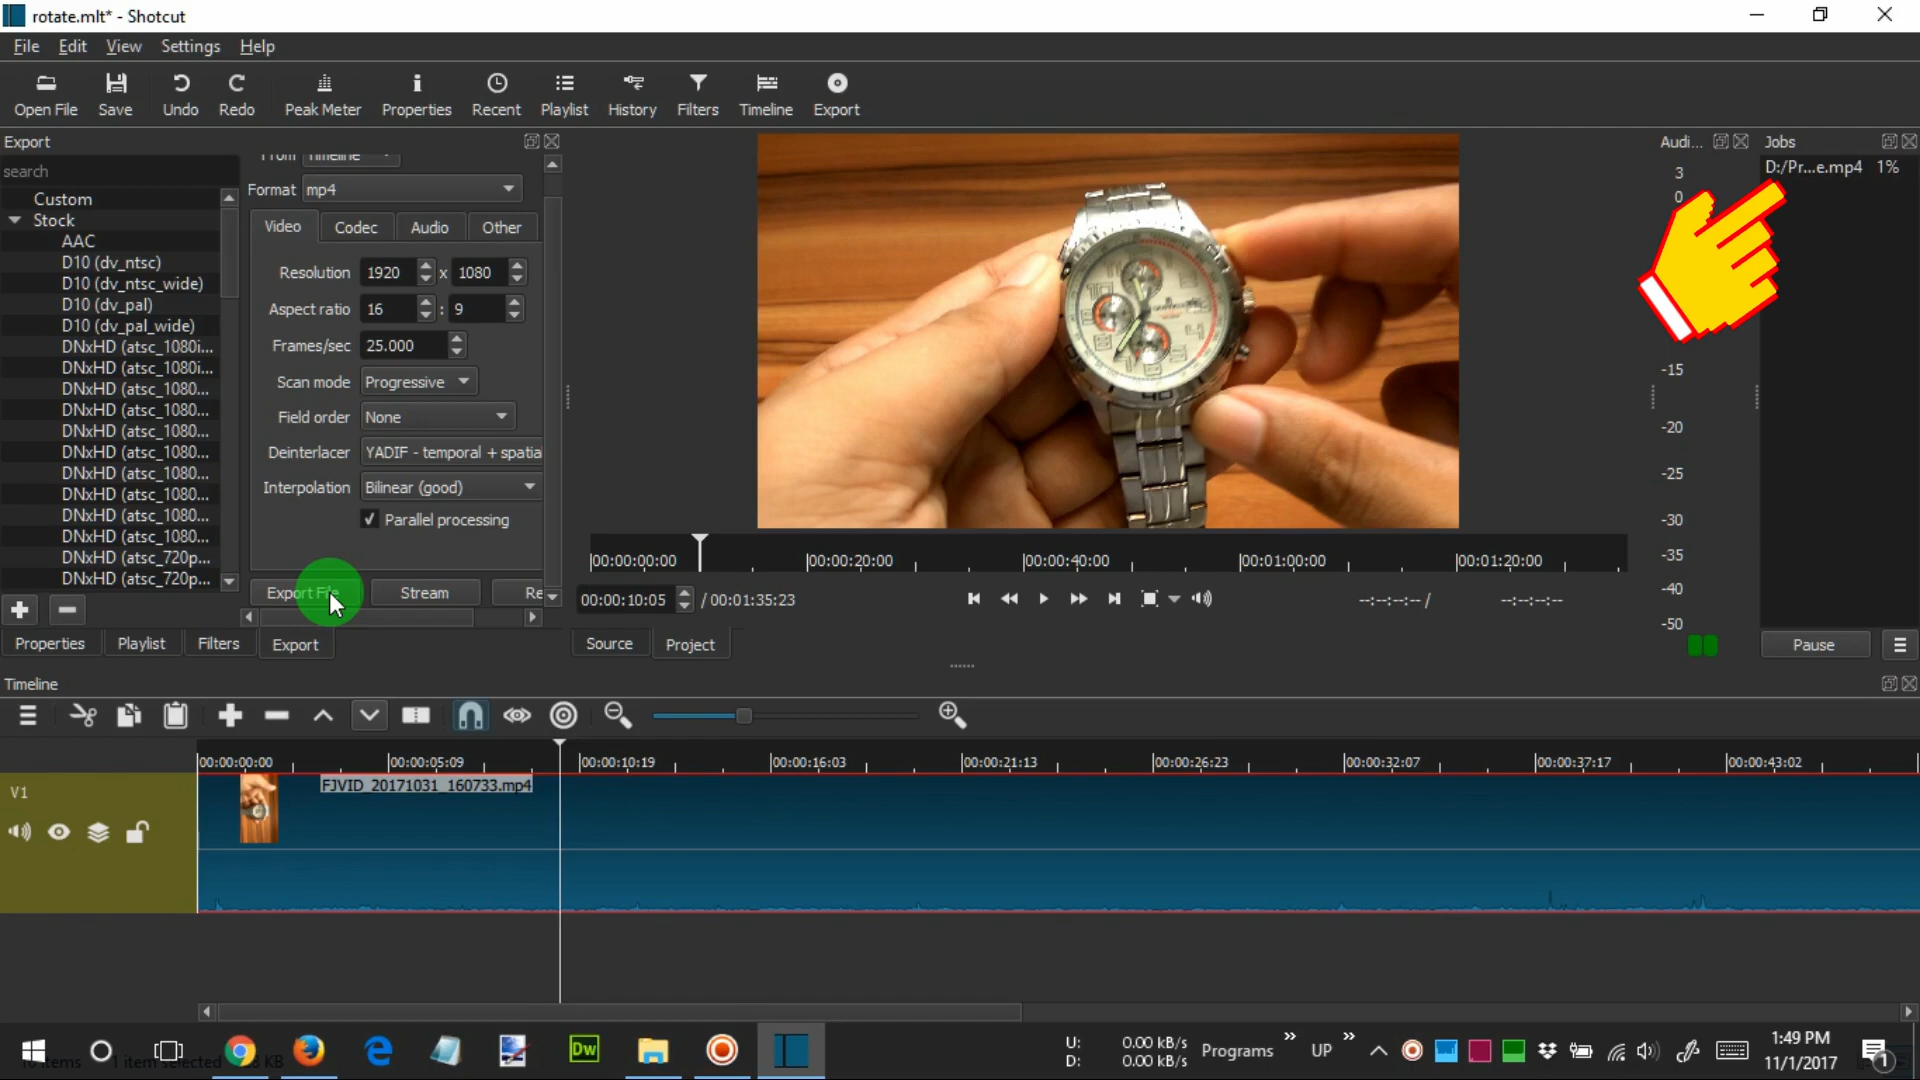 rotate.mlt* - Shotcut
File Edit View Settings Help
Open File Save Undo Redo Peak Meter Properties Recent Playlist History Filters Timeline Export
Export
search
Custom
Stock
AAC
D10 (dv_ntsc)
D10 (dv_ntsc_wide)
D10 (dv_pal)
D10 (dv_pal_wide)
DNxHD (atsc_1080i...
DNxHD (atsc_1080i...
DNxHD (atsc_1080...
DNxHD (atsc_1080...
DNxHD (atsc_1080...
DNxHD (atsc_1080...
DNxHD (atsc_1080...
DNxHD (atsc_1080...
DNxHD (atsc_1080...
DNxHD (atsc_1080...
DNxHD (atsc_720p...
DNxHD (atsc_720p...
From Timeline
Format mp4
Video Codec Audio Other
Resolution 1920 x 1080
Aspect ratio 16 : 9
Frames/sec 25.000
Scan mode Progressive
Field order None
Deinterlacer YADIF - temporal + spatia
Interpolation Bilinear (good)
Parallel processing
Export File Stream Re
Properties Playlist Filters Export
00:00:00:00 00:00:20:00 00:00:40:00 00:01:00:00 00:01:20:00
00:00:10:05 / 00:01:35:23 --:--:--:-- / --:--:--:--
Source Project
Audi...
3
0
-15
-20
-25
-30
-35
-40
-50
Jobs
D:/Pr...e.mp4 1%
Pause
Timeline
00:00:00:00 00:00:05:09 00:00:10:19 00:00:16:03 00:00:21:13 00:00:26:23 00:00:32:07 00:00:37:17 00:00:43:02
V1
FJVID_20171031_160733.mp4
items 1 item selected KB
Dw
U: 0.00 kB/s
D: 0.00 kB/s
Programs » UP »
1:49 PM
11/1/2017
1